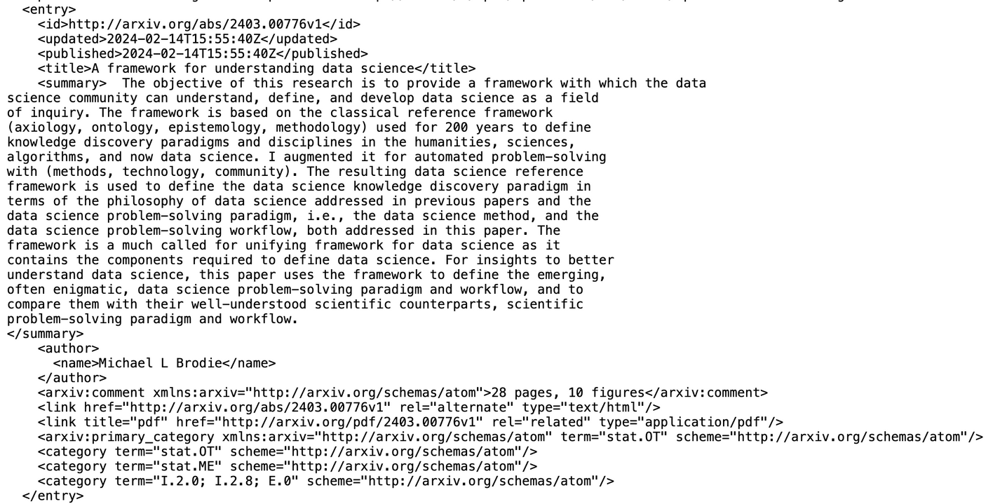 <entry>
<id>http://arxiv.org/abs/2403.00776v1</id>
<updated>2024-02-14T15:55:40Z</updated>
<published>2024-02-14T15:55:40Z</published>
<title>A framework for understanding data science</title>
<summary>  The objective of this research is to provide a framework with which the data
science community can understand, define, and develop data science as a field
of inquiry. The framework is based on the classical reference framework
(axiology, ontology, epistemology, methodology) used for 200 years to define
knowledge discovery paradigms and disciplines in the humanities, sciences,
algorithms, and now data science. I augmented it for automated problem-solving
with (methods, technology, community). The resulting data science reference
framework is used to define the data science knowledge discovery paradigm in
terms of the philosophy of data science addressed in previous papers and the
data science problem-solving paradigm, i.e., the data science method, and the
data science problem-solving workflow, both addressed in this paper. The
framework is a much called for unifying framework for data science as it
contains the components required to define data science. For insights to better
understand data science, this paper uses the framework to define the emerging,
often enigmatic, data science problem-solving paradigm and workflow, and to
compare them with their well-understood scientific counterparts, scientific
problem-solving paradigm and workflow.
</summary>
<author>
<name>Michael L Brodie</name>
</author>
<arxiv:comment xmlns:arxiv="http://arxiv.org/schemas/atom">28 pages, 10 figures</arxiv:comment>
<link href="http://arxiv.org/abs/2403.00776v1" rel="alternate" type="text/html"/>
<link title="pdf" href="http://arxiv.org/pdf/2403.00776v1" rel="related" type="application/pdf"/>
<arxiv:primary_category xmlns:arxiv="http://arxiv.org/schemas/atom" term="stat.OT" scheme="http://arxiv.org/schemas/atom"/>
<category term="stat.OT" scheme="http://arxiv.org/schemas/atom"/>
<category term="stat.ME" scheme="http://arxiv.org/schemas/atom"/>
<category term="I.2.0; I.2.8; E.0" scheme="http://arxiv.org/schemas/atom"/>
</entry>